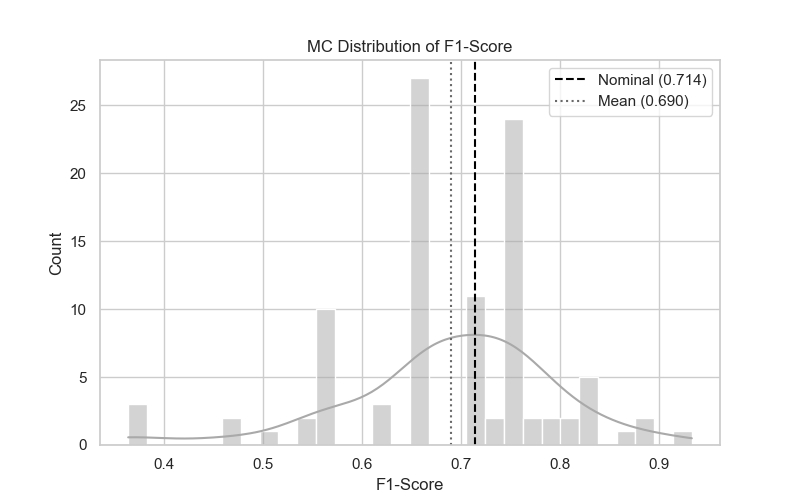 MC Distribution of F1-Score
Nominal (0.714)
Mean (0.690)
Count
25
20
15
10
5
0
0.4 0.5 0.6 0.7 0.8 0.9
F1-Score